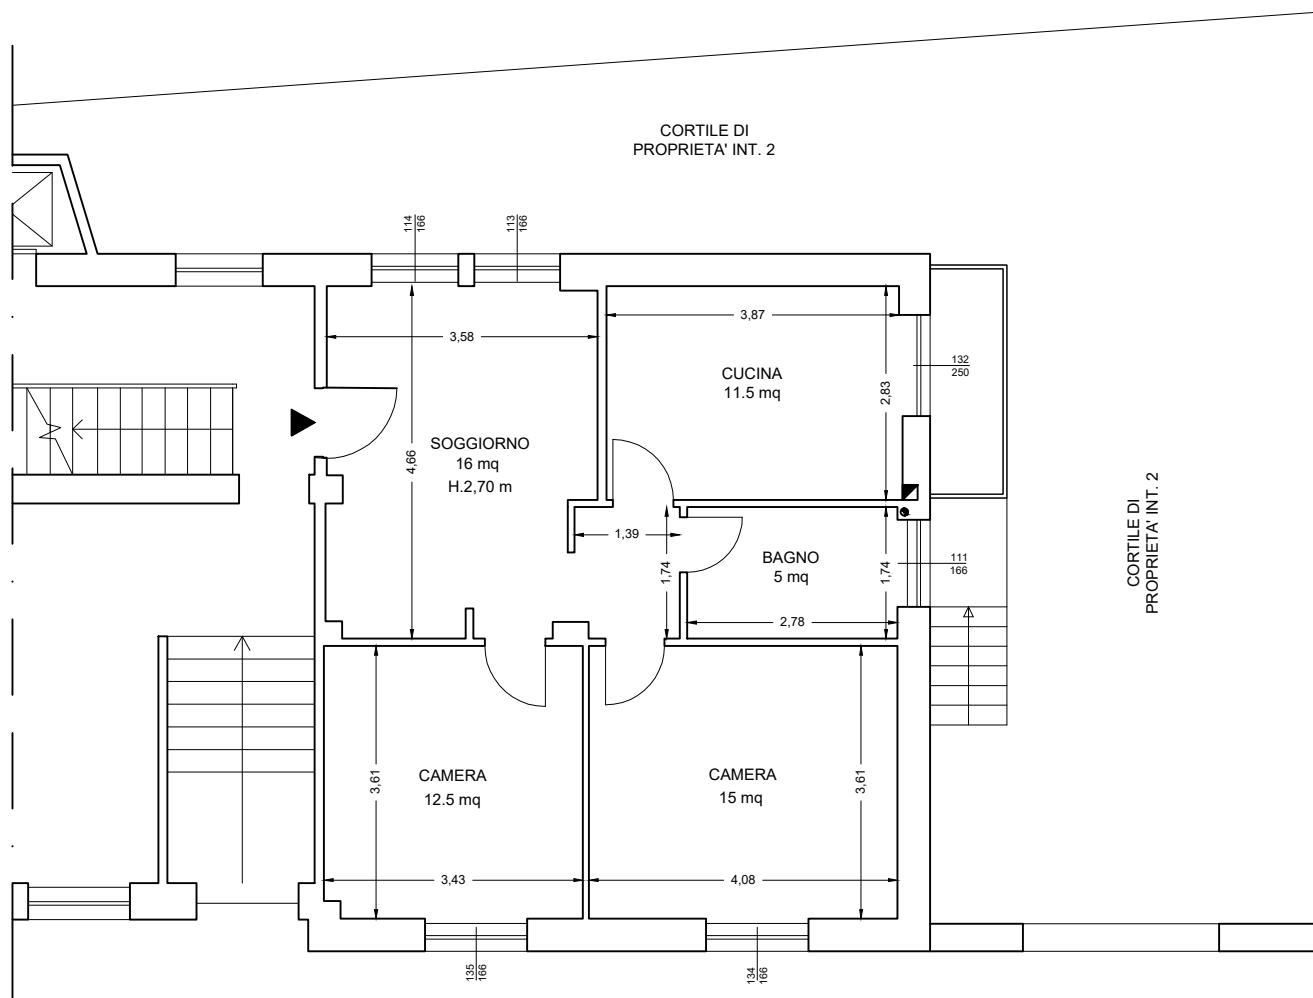 CORTILE DI
PROPRIETA' INT. 2
114
166
113
166
3,58
3,87
CUCINA
11.5 mq
2,83
132
250
SOGGIORNO
16 mq
H.2,70 m
4,66
1,39
1,74
BAGNO
5 mq
1,74
111
166
2,78
CORTILE DI
PROPRIETA' INT. 2
CAMERA
12.5 mq
3,61
3,43
CAMERA
15 mq
3,61
4,08
135
166
134
166